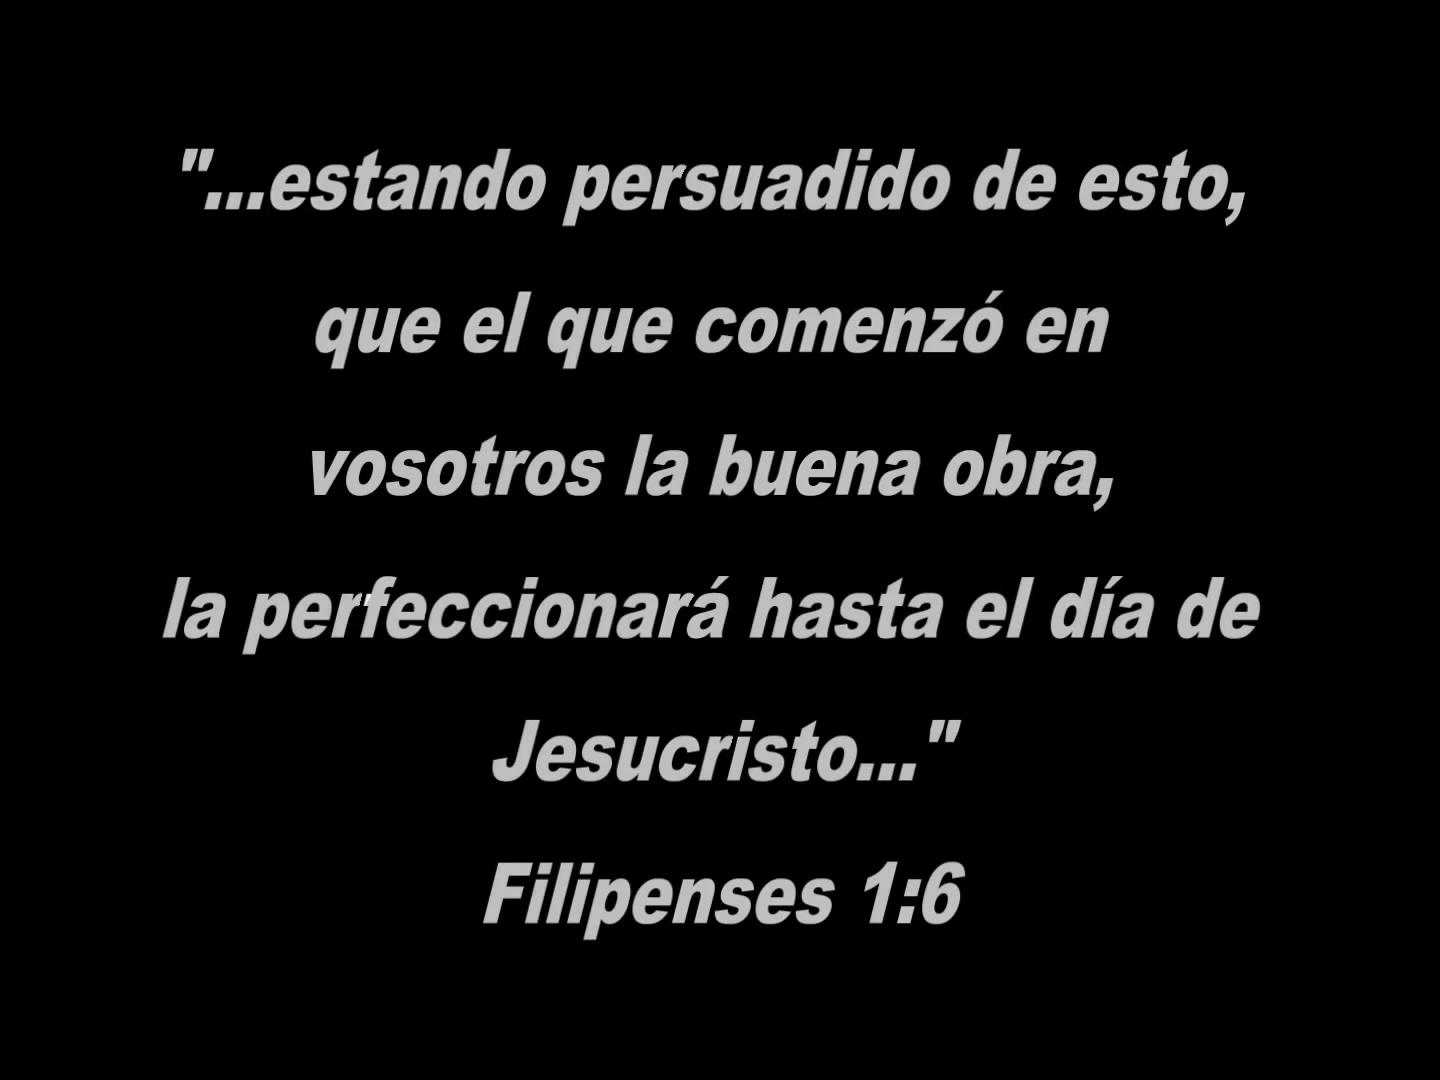 "...estando persuadido de esto,
que el que comenzó en
vosotros la buena obra,
la perfeccionará hasta el día de
Jesucristo..."
Filipenses 1:6